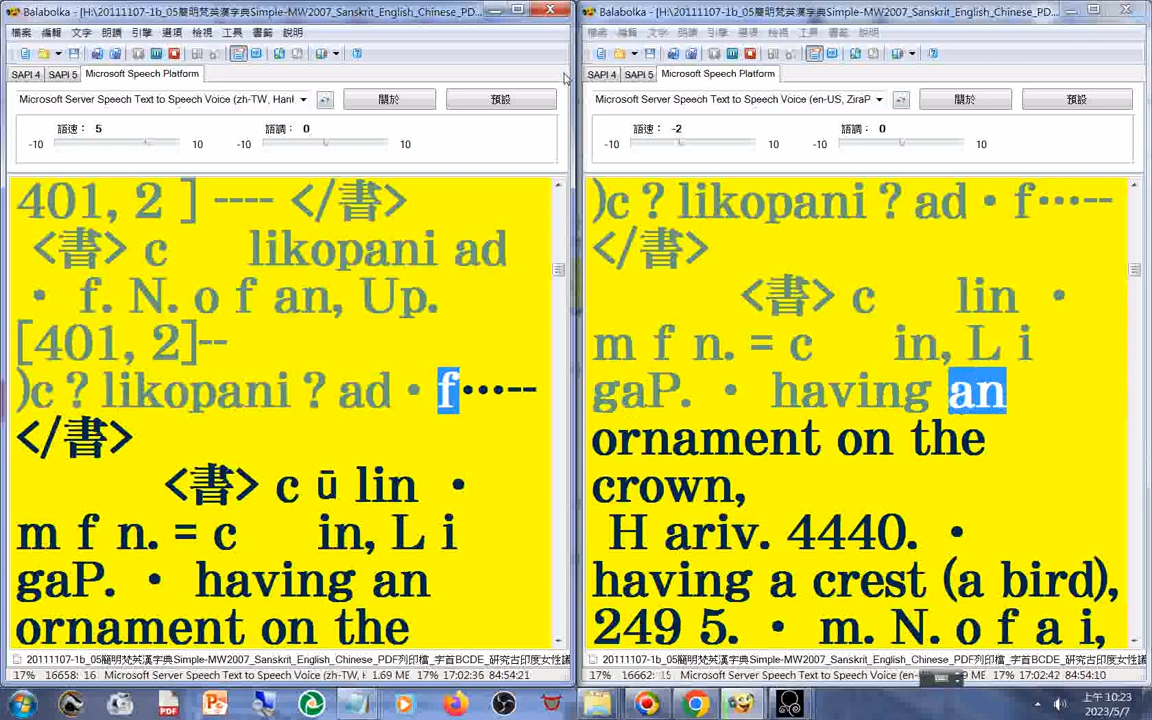 Balabolka - [H:\20111107-1b_05簡明梵英漢字典Simple-MW2007_Sanskrit_English_Chinese_PD...
檔案 編輯 文字 朗讀 引擎 選項 檢視 工具 書籤 說明
SAPI 4 SAPI 5 Microsoft Speech Platform
Microsoft Server Speech Text to Speech Voice (zh-TW, Hanl 關於 預設
語速: 5 語調: 0
-10 10 -10 10
401, 2 ] ---- </書>
<書> c likopani ad
• f. N. o f an, Up.
[401, 2]--
)c ? likopani ? ad • f•••--
</書>
<書> c ū lin •
m f n. = c in, L i
gaP. • having an
ornament on the
20111107-1b_05簡明梵英漢字典Simple-MW2007_Sanskrit_English_Chinese_PDF列印檔_字首BCDE_研究古印度女性議
17% 16658: 16 Microsoft Server Speech Text to Speech Voice (zh-TW, H 1.69 ME 17% 17:02:36 84:54:21
Balabolka - [H:\20111107-1b_05簡明梵英漢字典Simple-MW2007_Sanskrit_English_Chinese_PD...
檔案 編輯 文字 朗讀 引擎 選項 檢視 工具 書籤 說明
SAPI 4 SAPI 5 Microsoft Speech Platform
Microsoft Server Speech Text to Speech Voice (en-US, ZiraP 關於 預設
語速: -2 語調: 0
-10 10 -10 10
)c ? likopani ? ad • f•••--
</書>
<書> c lin •
m f n. = c in, L i
gaP. • having an
ornament on the
crown,
H ariv. 4440. •
having a crest (a bird),
249 5. • m. N. o f a i,
20111107-1b_05簡明梵英漢字典Simple-MW2007_Sanskrit_English_Chinese_PDF列印檔_字首BCDE_研究古印度女性議
17% 16662: Microsoft Server Speech Text to Speech Voice (en-US ME 17% 17:02:42 84:54:10
上午 10:23
2023/5/7